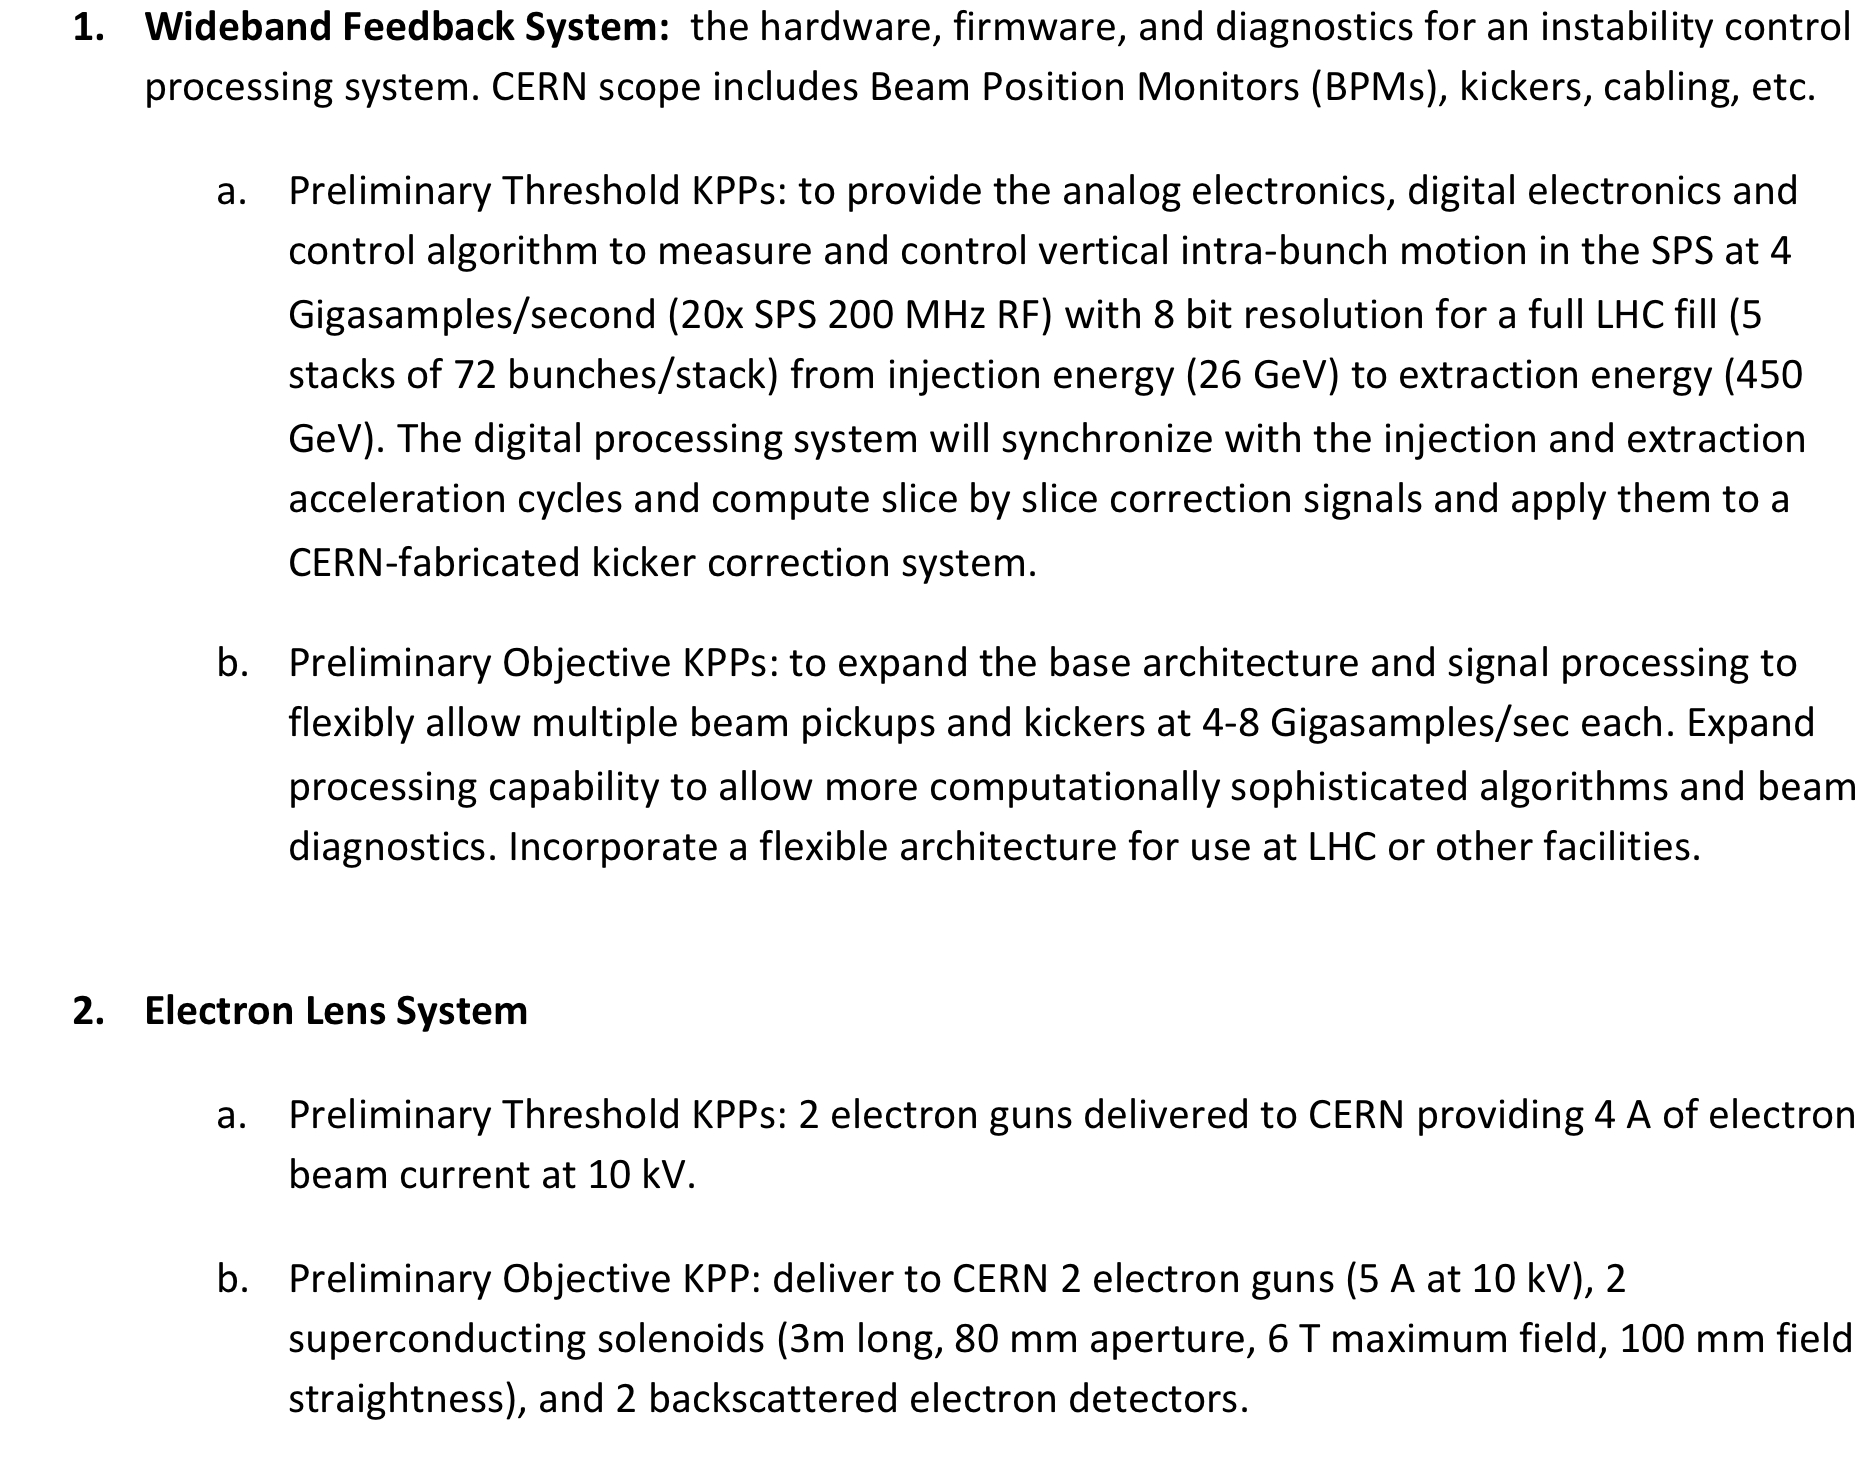 1. Wideband Feedback System: the hardware, firmware, and diagnostics for an instability control
processing system. CERN scope includes Beam Position Monitors (BPMs), kickers, cabling, etc.
a. Preliminary Threshold KPPs: to provide the analog electronics, digital electronics and
control algorithm to measure and control vertical intra-bunch motion in the SPS at 4
Gigasamples/second (20x SPS 200 MHz RF) with 8 bit resolution for a full LHC fill (5
stacks of 72 bunches/stack) from injection energy (26 GeV) to extraction energy (450
GeV). The digital processing system will synchronize with the injection and extraction
acceleration cycles and compute slice by slice correction signals and apply them to a
CERN-fabricated kicker correction system.
b. Preliminary Objective KPPs: to expand the base architecture and signal processing to
flexibly allow multiple beam pickups and kickers at 4-8 Gigasamples/sec each. Expand
processing capability to allow more computationally sophisticated algorithms and beam
diagnostics. Incorporate a flexible architecture for use at LHC or other facilities.
2. Electron Lens System
a. Preliminary Threshold KPPs: 2 electron guns delivered to CERN providing 4 A of electron
beam current at 10 kV.
b. Preliminary Objective KPP: deliver to CERN 2 electron guns (5 A at 10 kV), 2
superconducting solenoids (3m long, 80 mm aperture, 6 T maximum field, 100 mm field
straightness), and 2 backscattered electron detectors.